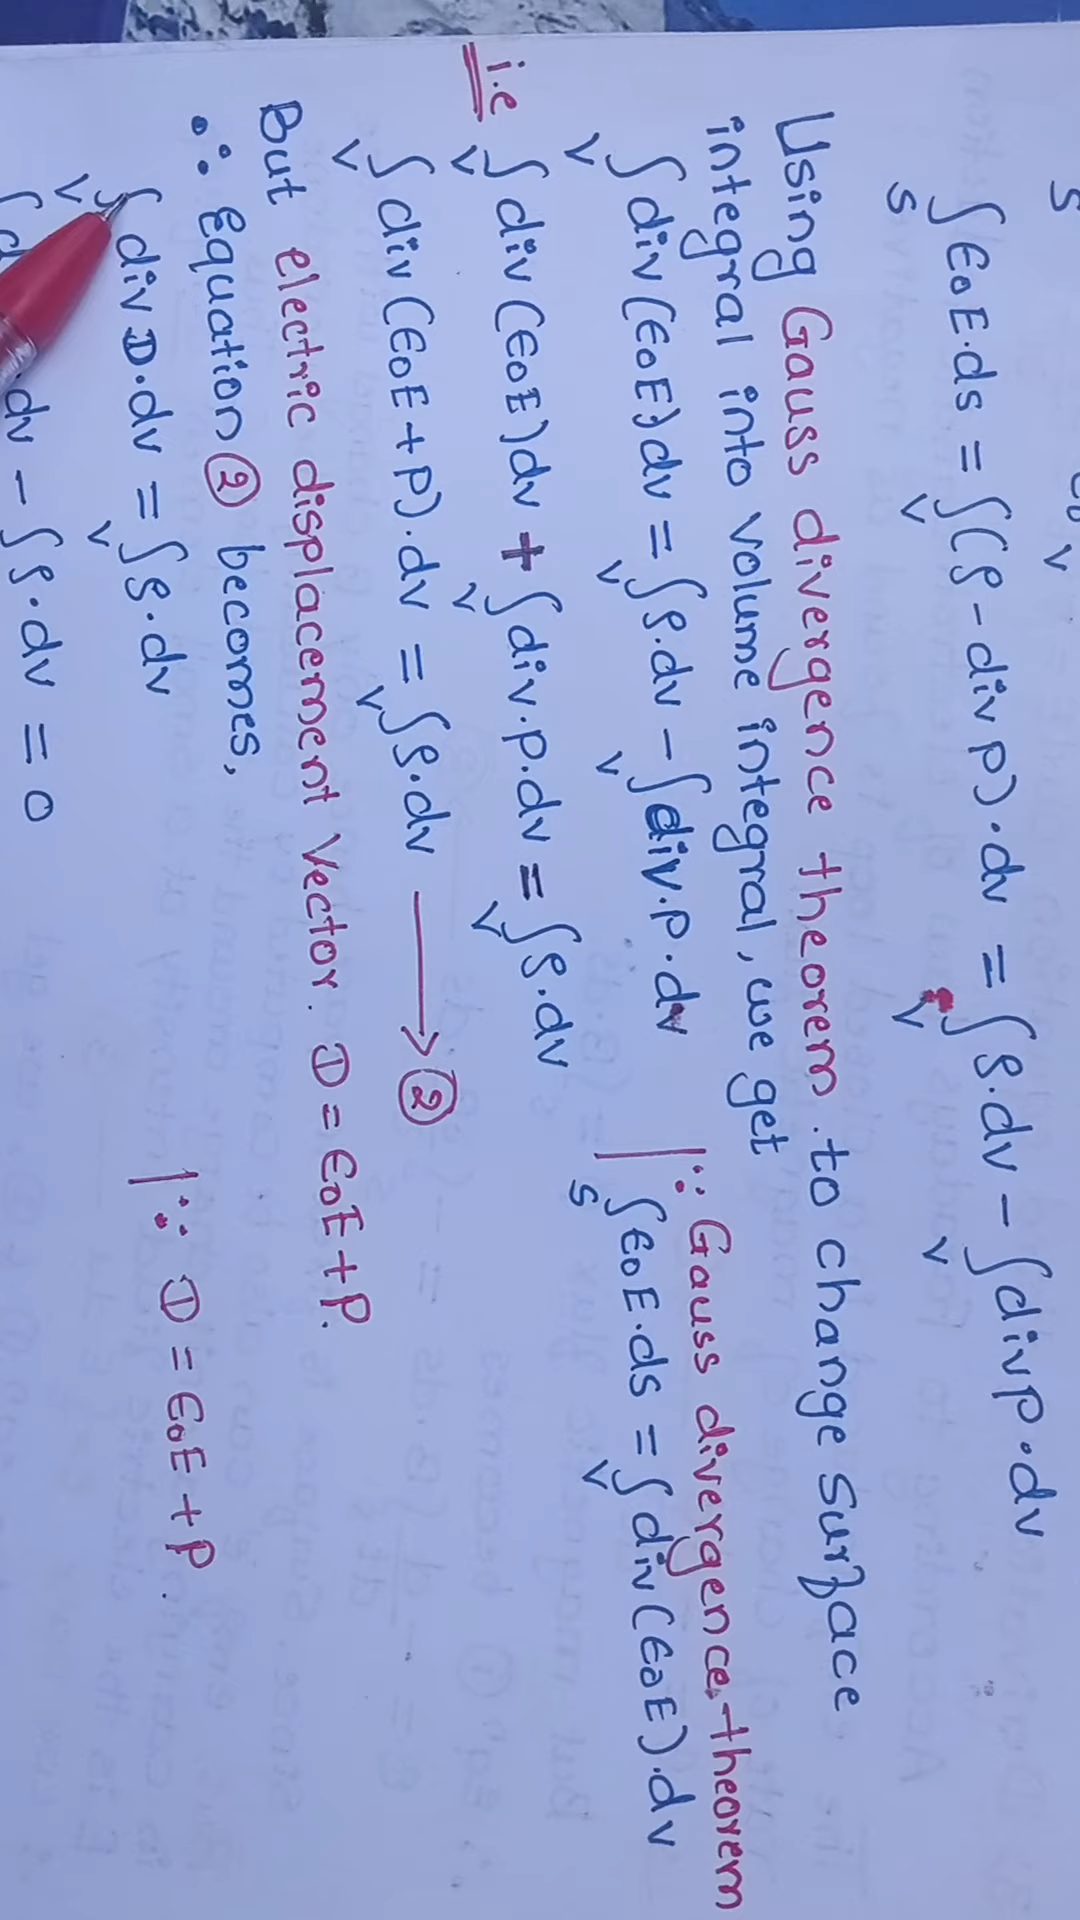 ∫ₛ ϵ₀E.ds = ∫ᵥ(ρ - div P).dv = ∫ᵥ ρ.dv - ∫ᵥ div P.dv
Using Gauss divergence theorem. to change surface
integral into volume integral, we get
∫ᵥ div(ϵ₀E)dv = ∫ᵥ ρ.dv - ∫ᵥ div.P.dv
|∵ Gauss divergence theorem
∫ₛ ϵ₀E.ds = ∫ᵥ div(ϵ₀E).dv
i.e ∫ᵥ div(ϵ₀E)dv + ∫ᵥ div.P.dv = ∫ᵥ ρ.dv
∫ᵥ div(ϵ₀E+P).dv = ∫ᵥ ρ.dv ⟶ ②
But electric displacement vector. D = ϵ₀E+P.
∴ Equation ② becomes,
∫ᵥ div D.dv = ∫ᵥ ρ.dv |∵ D = ϵ₀E+P.
dv - ∫ ρ.dv = 0